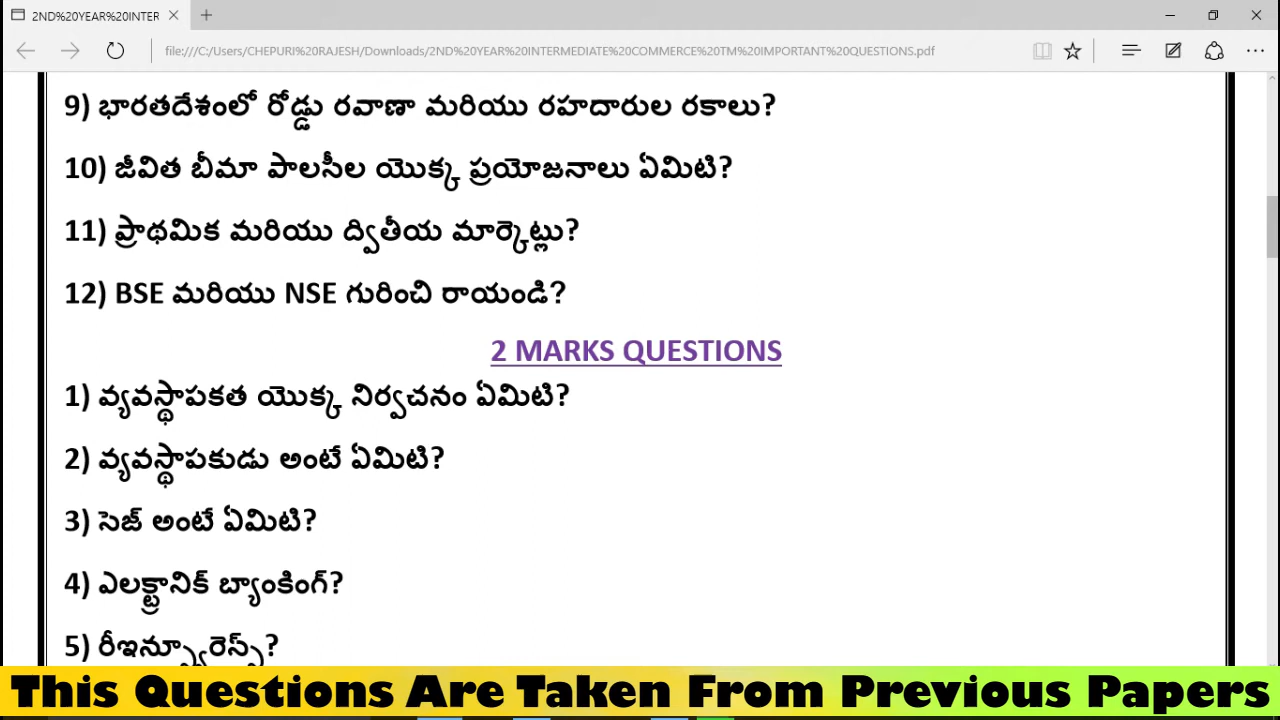 2ND%20YEAR%20INTER
file:///C:/Users/CHEPURI%20RAJESH/Downloads/2ND%20YEAR%20INTERMEDIATE%20COMMERCE%20TM%20IMPORTANT%20QUESTIONS.pdf
9) భారతదేశంలో రోడ్డు రవాణా మరియు రహదారుల రకాలు?
10) జీవిత బీమా పాలసీల యొక్క ప్రయోజనాలు ఏమిటి?
11) ప్రాథమిక మరియు ద్వితీయ మార్కెట్లు?
12) BSE మరియు NSE గురించి రాయండి?
2 MARKS QUESTIONS
1) వ్యవస్థాపకత యొక్క నిర్వచనం ఏమిటి?
2) వ్యవస్థాపకుడు అంటే ఏమిటి?
3) సెజ్ అంటే ఏమిటి?
4) ఎలక్ట్రానిక్ బ్యాంకింగ్?
5) రీఇన్స్యూరెన్స్?
This Questions Are Taken From Previous Papers